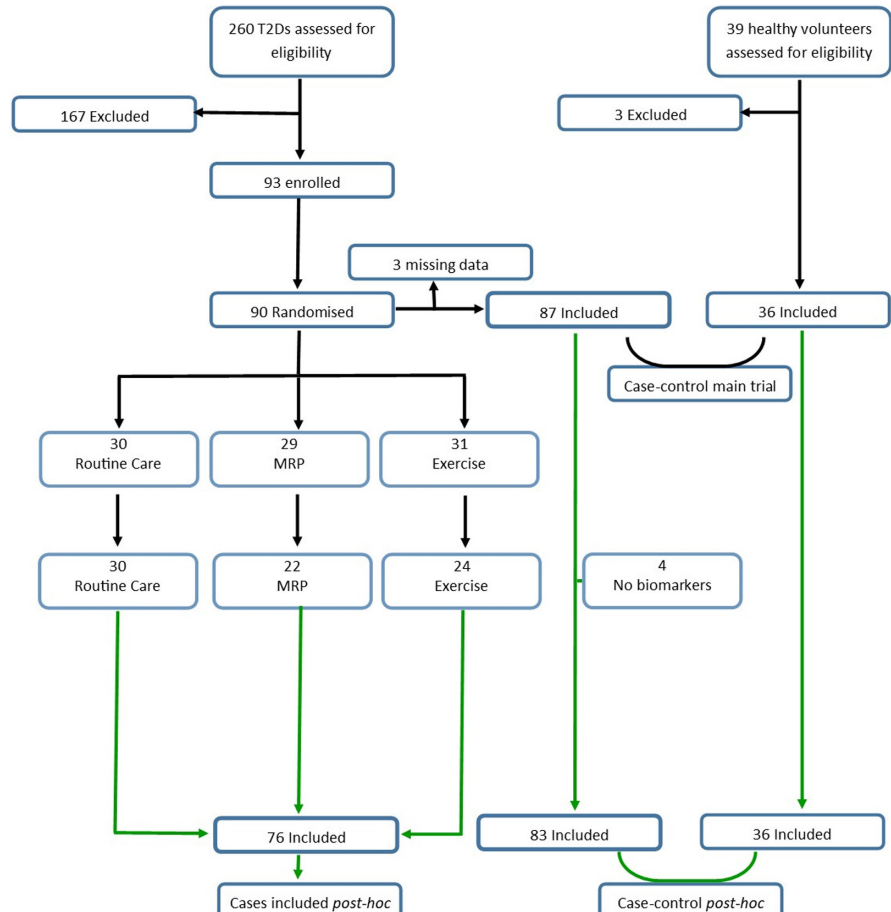 260 T2Ds assessed for
eligibility
39 healthy volunteers
assessed for eligibility
167 Excluded
3 Excluded
93 enrolled
3 missing data
90 Randomised
87 Included
36 Included
Case-control main trial
30
Routine Care
29
MRP
31
Exercise
30
Routine Care
22
MRP
24
Exercise
4
No biomarkers
76 Included
83 Included
36 Included
Cases included post-hoc
Case-control post-hoc